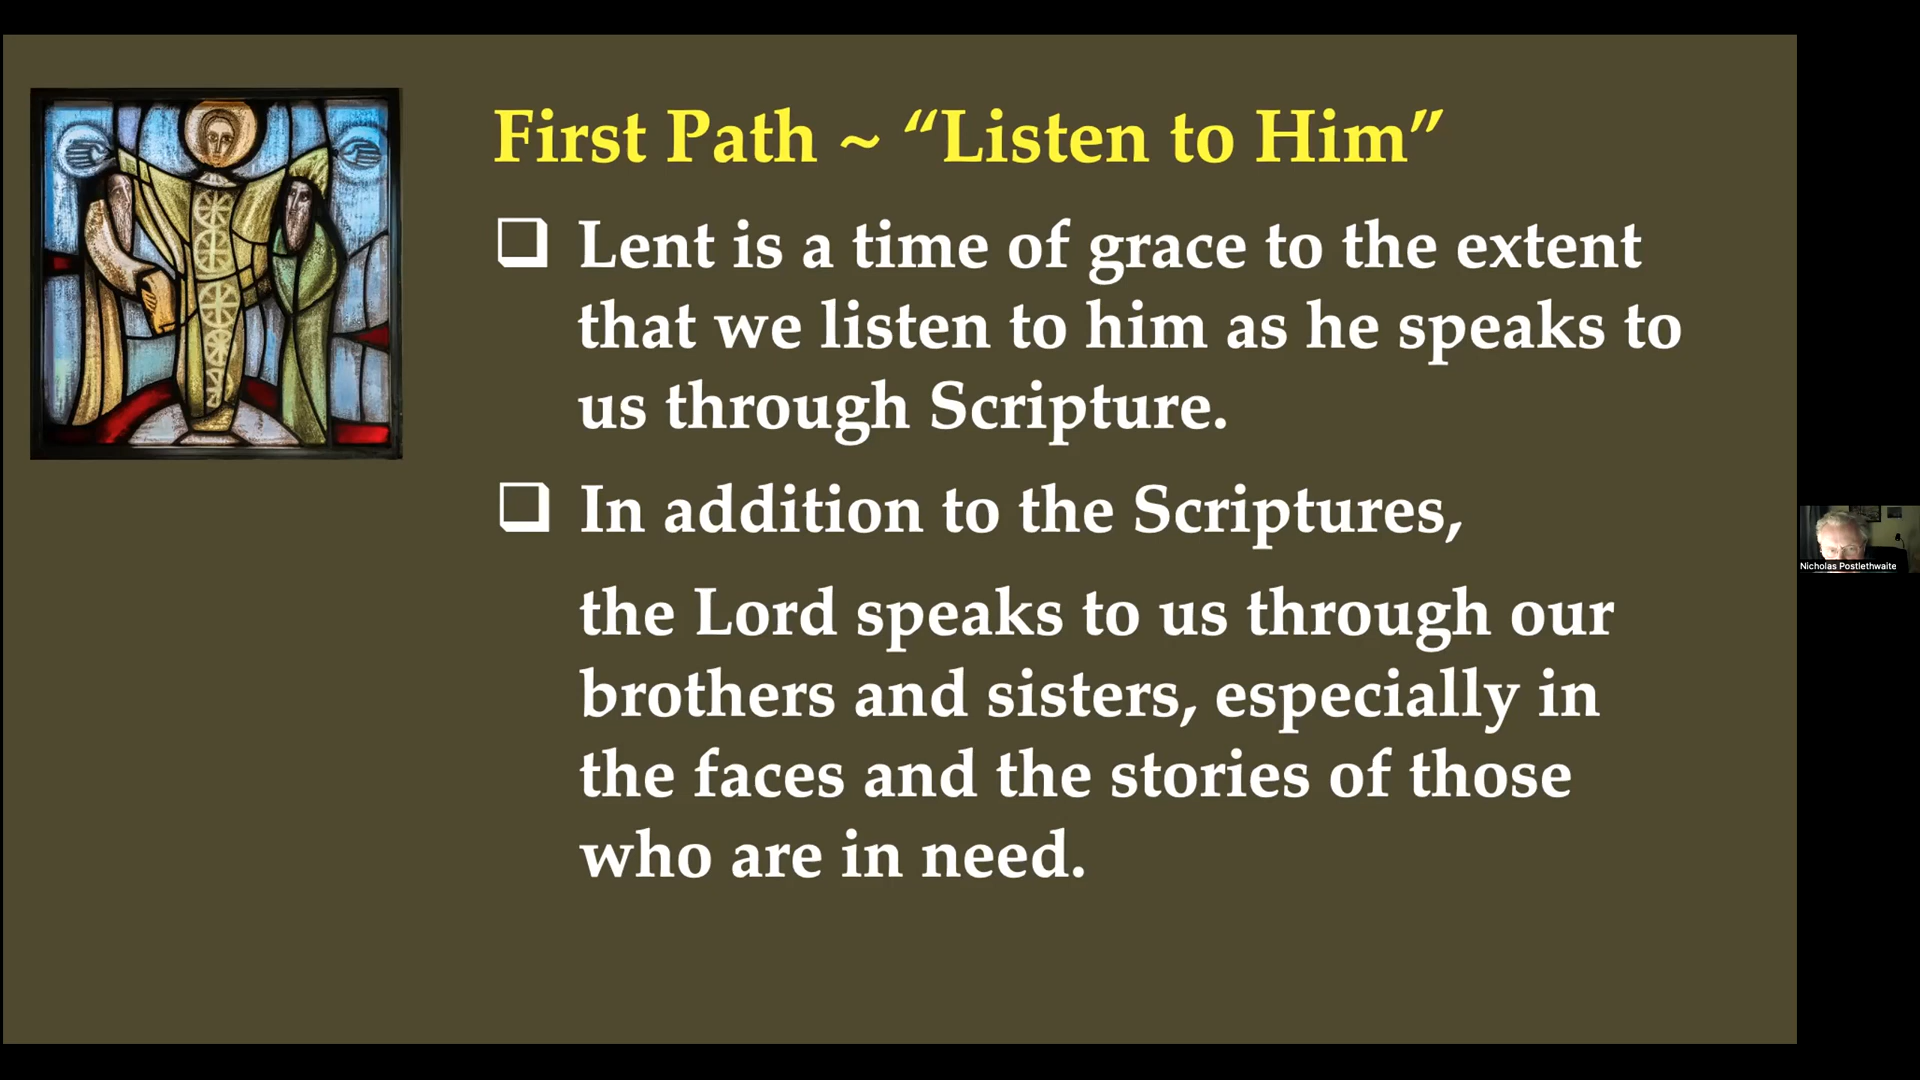 First Path ~ “Listen to Him”
❑ Lent is a time of grace to the extent
that we listen to him as he speaks to
us through Scripture.
❑ In addition to the Scriptures,
the Lord speaks to us through our
brothers and sisters, especially in
the faces and the stories of those
who are in need.
Nicholas Postlethwaite